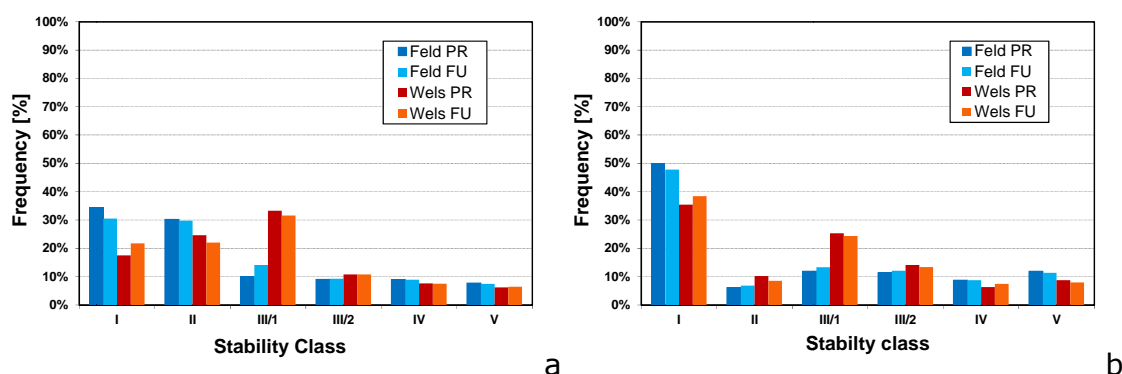 100%
90%
80%
70%
60%
50%
40%
30%
20%
10%
0%
Frequency [%]
Feld PR
Feld FU
Wels PR
Wels FU
I II III/1 III/2 IV V
Stability Class
a
100%
90%
80%
70%
60%
50%
40%
30%
20%
10%
0%
Frequency [%]
Feld PR
Feld FU
Wels PR
Wels FU
I II III/1 III/2 IV V
Stabilty class
b